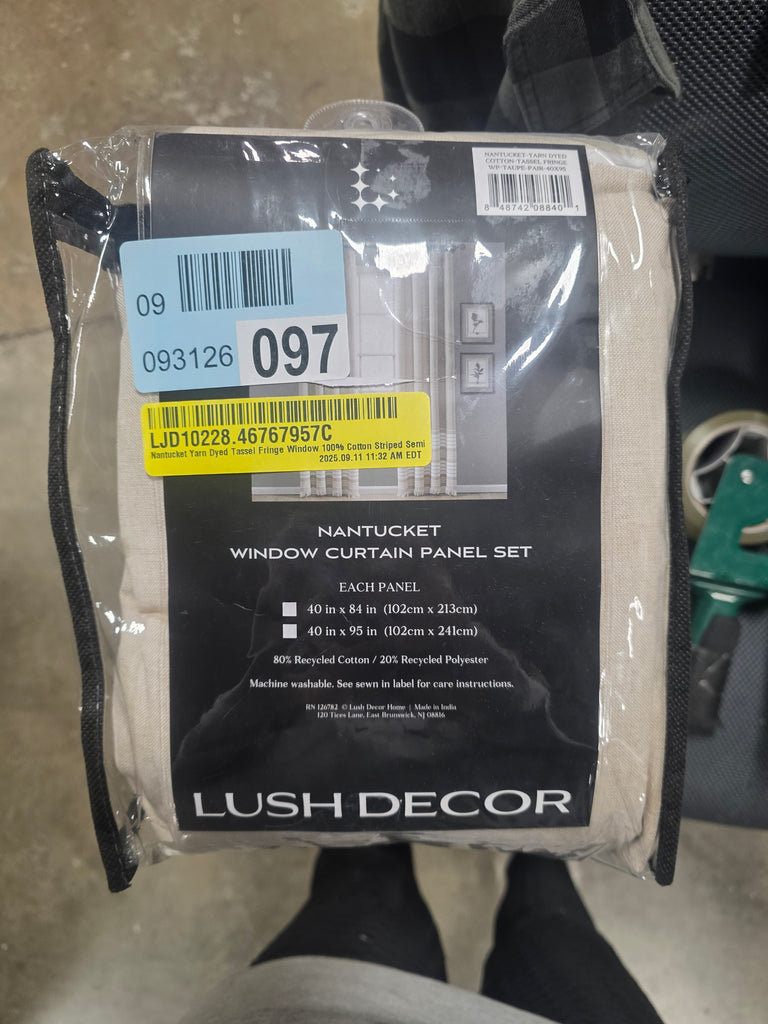 NANTUCKET-YARN DYED
COTTON-TASSEL FRINGE
WP-TAUPE-PAIR-40X95
8 48742 08840 1
09
093126 097
LJD10228.46767957C
Nantucket Yarn Dyed Tassel Fringe Window 100% Cotton Striped Semi
2025.09.11 11:32 AM EDT
NANTUCKET
WINDOW CURTAIN PANEL SET
EACH PANEL
40 in x 84 in (102cm x 213cm)
40 in x 95 in (102cm x 241cm)
80% Recycled Cotton / 20% Recycled Polyester
Machine washable. See sewn in label for care instructions.
RN 126782 © Lush Decor Home | Made in India
120 Tices Lane, East Brunswick, NJ 08816
LUSH DECOR